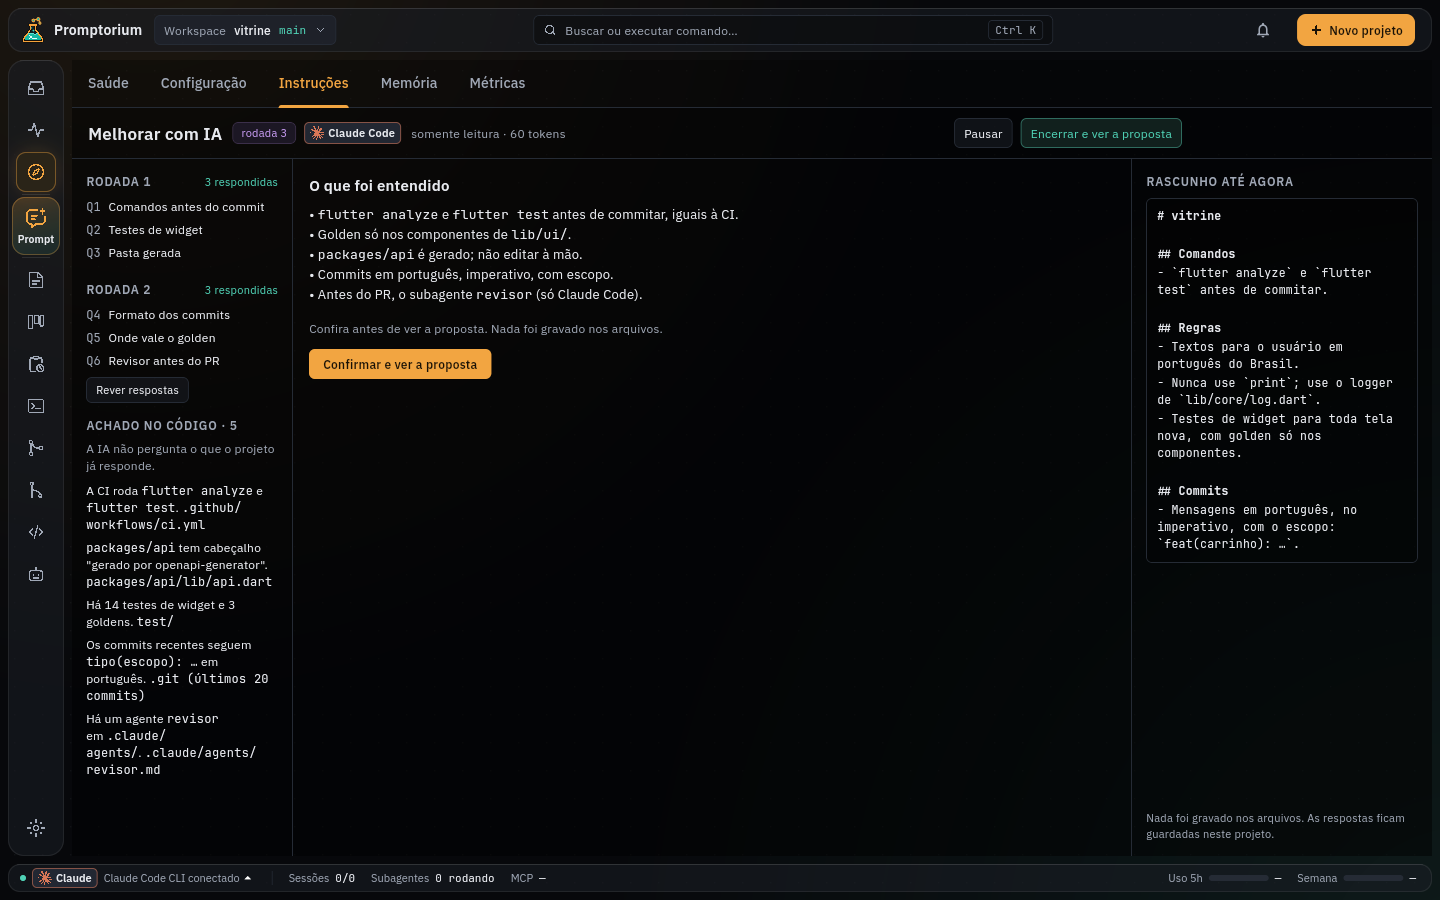 Promptorium
Workspace vitrine main
Buscar ou executar comando...
Ctrl K
+ Novo projeto
Saúde
Configuração
Instruções
Memória
Métricas
Melhorar com IA
rodada 3
Claude Code
somente leitura · 60 tokens
Pausar
Encerrar e ver a proposta
Prompt
RODADA 1
3 respondidas
Q1 Comandos antes do commit
Q2 Testes de widget
Q3 Pasta gerada
RODADA 2
3 respondidas
Q4 Formato dos commits
Q5 Onde vale o golden
Q6 Revisor antes do PR
Rever respostas
ACHADO NO CÓDIGO · 5
A IA não pergunta o que o projeto
já responde.
A CI roda flutter analyze e
flutter test. .github/
workflows/ci.yml
packages/api tem cabeçalho
"gerado por openapi-generator".
packages/api/lib/api.dart
Há 14 testes de widget e 3
goldens. test/
Os commits recentes seguem
tipo(escopo): … em
português. .git (últimos 20
commits)
Há um agente revisor
em .claude/
agents/. .claude/agents/
revisor.md
O que foi entendido
• flutter analyze e flutter test antes de commitar, iguais à CI.
• Golden só nos componentes de lib/ui/.
• packages/api é gerado; não editar à mão.
• Commits em português, imperativo, com escopo.
• Antes do PR, o subagente revisor (só Claude Code).
Confira antes de ver a proposta. Nada foi gravado nos arquivos.
Confirmar e ver a proposta
RASCUNHO ATÉ AGORA
# vitrine
## Comandos
- `flutter analyze` e `flutter
test` antes de commitar.
## Regras
- Textos para o usuário em
português do Brasil.
- Nunca use `print`; use o logger
de `lib/core/log.dart`.
- Testes de widget para toda tela
nova, com golden só nos
componentes.
## Commits
- Mensagens em português, no
imperativo, com o escopo:
`feat(carrinho): …`.
Nada foi gravado nos arquivos. As respostas ficam
guardadas neste projeto.
Claude
Claude Code CLI conectado
Sessões 0/0
Subagentes 0 rodando
MCP —
Uso 5h —
Semana —